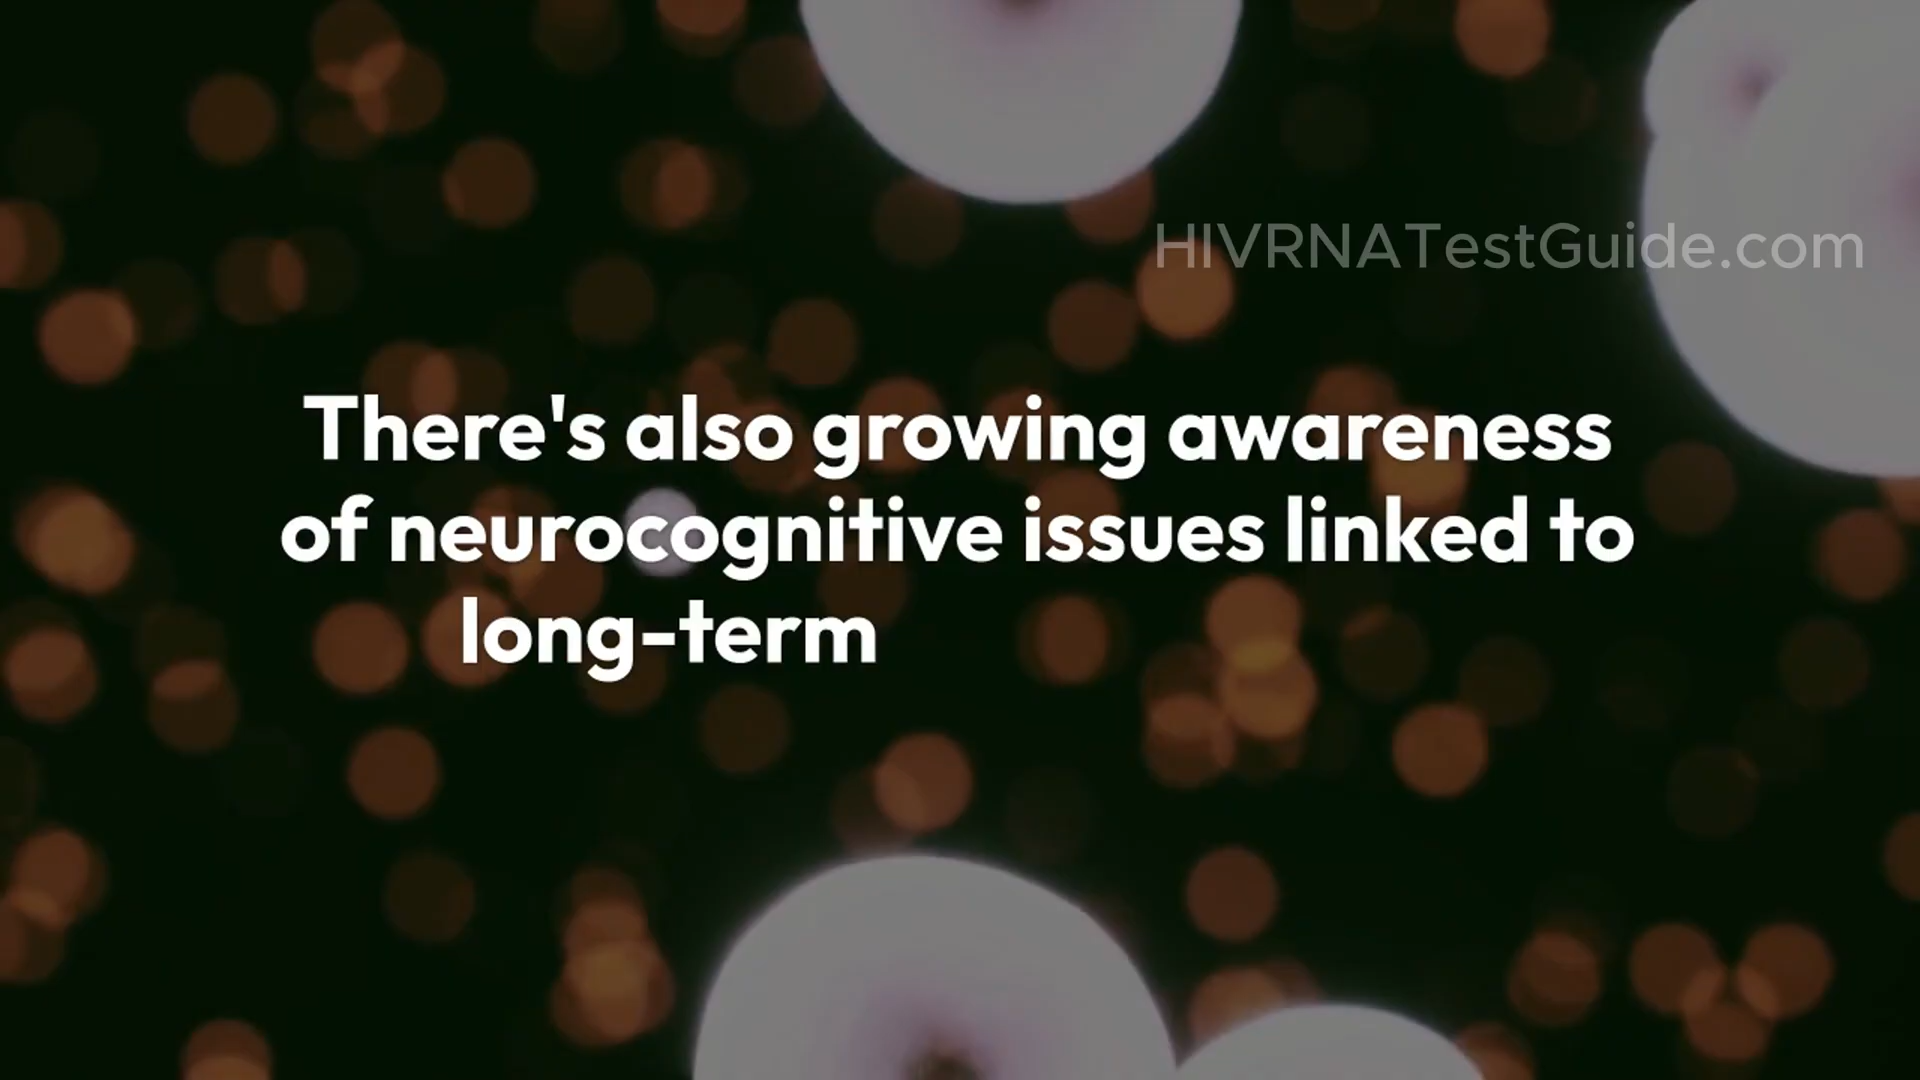 HIVRNATestGuide.com
There's also growing awareness
of neurocognitive issues linked to
long-term